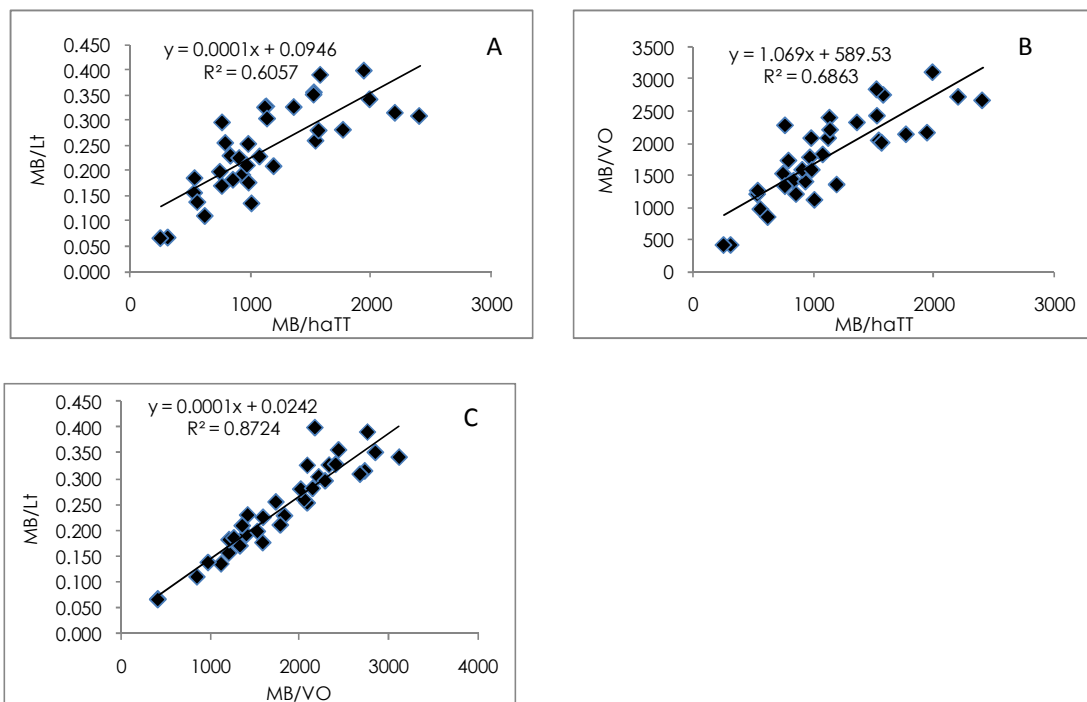 A
y = 0.0001x + 0.0946
R² = 0.6057
MB/Lt
0.450
0.400
0.350
0.300
0.250
0.200
0.150
0.100
0.050
0.000
0 1000 2000 3000
MB/haTT
B
y = 1.069x + 589.53
R² = 0.6863
MB/VO
3500
3000
2500
2000
1500
1000
500
0
0 1000 2000 3000
MB/haTT
C
y = 0.0001x + 0.0242
R² = 0.8724
MB/Lt
0.450
0.400
0.350
0.300
0.250
0.200
0.150
0.100
0.050
0.000
0 1000 2000 3000 4000
MB/VO